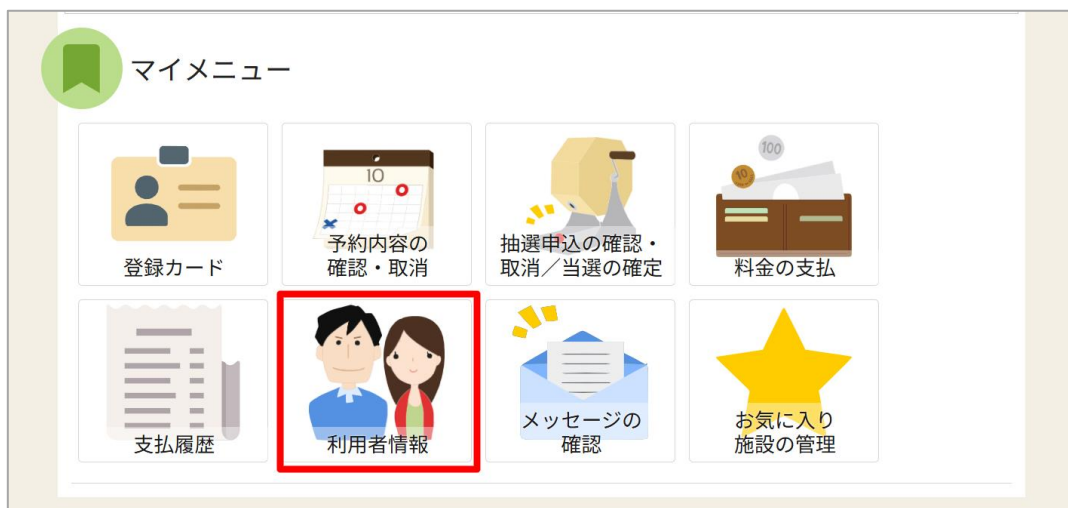 マイメニュー
登録カード
10
予約内容の
確認・取消
抽選申込の確認・
取消／当選の確定
100
10
料金の支払
支払履歴
利用者情報
メッセージの
確認
お気に入り
施設の管理